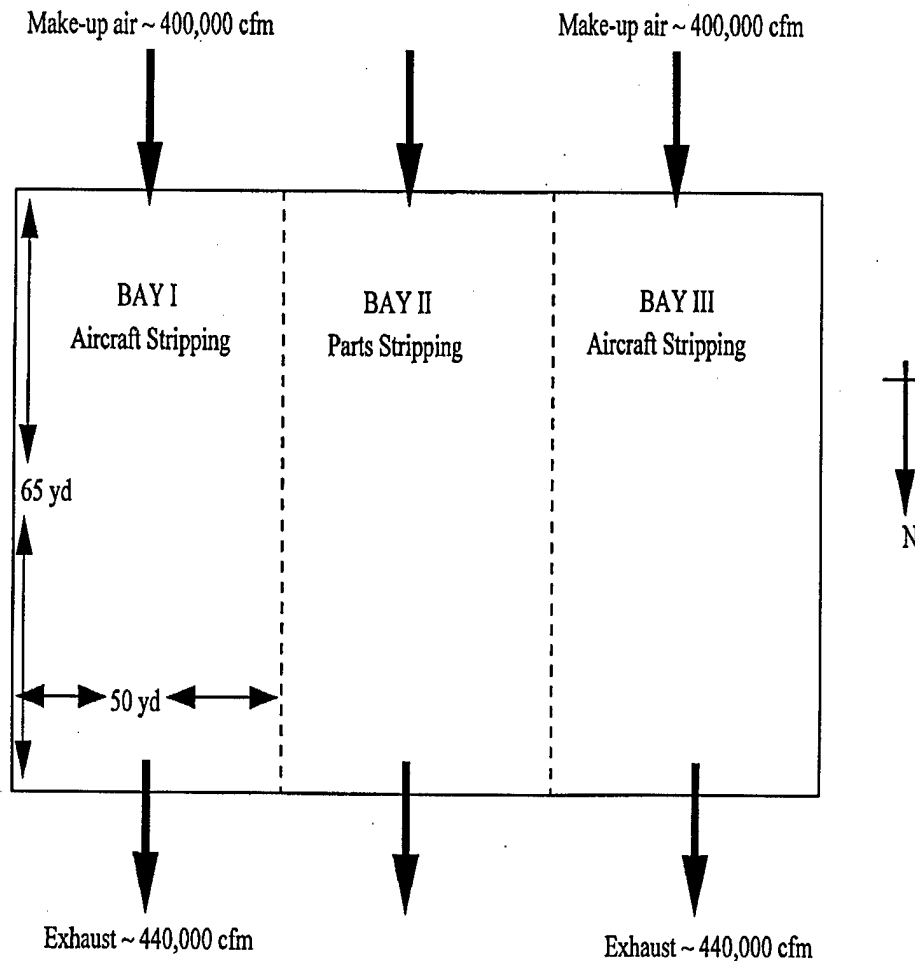 Make-up air ~ 400,000 cfm
Make-up air ~ 400,000 cfm
BAY I
Aircraft Stripping
BAY II
Parts Stripping
BAY III
Aircraft Stripping
65 yd
N
50 yd
Exhaust ~ 440,000 cfm
Exhaust ~ 440,000 cfm